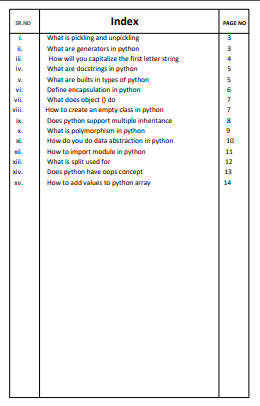 SR.NO Index PAGE NO
i. What is pickling and unpickling 3
ii. What are generators in python 3
iii. How will you capitalize the first letter string 4
iv. What are docstrings in python 5
v. What are builts in types of python 5
vi. Define encapsulation in python 6
vii. What does object () do 7
viii. How to create an empty class in python 7
ix. Does python support multiple inheritance 8
x. What is polymorphism in python 9
xi. How do you do data abstraction in python 10
xii. How to import module in python 11
xiii. What is split used for 12
xiv. Does python have oops concept 13
xv. How to add values to python array 14